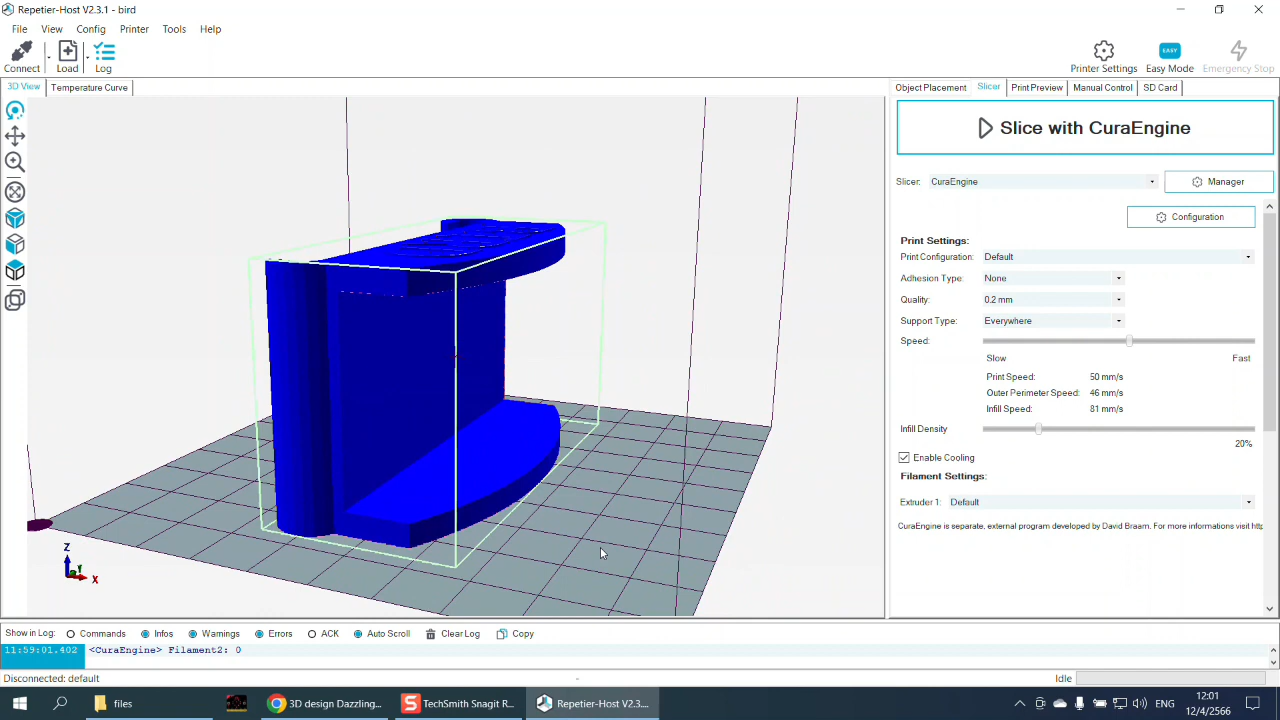 Repetier-Host V2.3.1 - bird
File View Config Printer Tools Help
Connect Load Log Printer Settings EASY Easy Mode Emergency Stop
3D View Temperature Curve Object Placement Slicer Print Preview Manual Control SD Card
Slice with CuraEngine
Slicer: CuraEngine Manager
Configuration
Print Settings:
Print Configuration: Default
Adhesion Type: None
Quality: 0.2 mm
Support Type: Everywhere
Speed:
Slow Fast
Print Speed: 50 mm/s
Outer Perimeter Speed: 46 mm/s
Infill Speed: 81 mm/s
Infill Density
20%
Enable Cooling
Filament Settings:
Extruder 1: Default
CuraEngine is separate, external program developed by David Braam. For more informations visit http
Z
Y
X
Show in Log: Commands Infos Warnings Errors ACK Auto Scroll Clear Log Copy
11:59:01.402 <CuraEngine> Filament2: 0
Disconnected: default - Idle
files 3D design Dazzling... TechSmith Snagit R... Repetier-Host V2.3.... ENG 12:01
12/4/2566